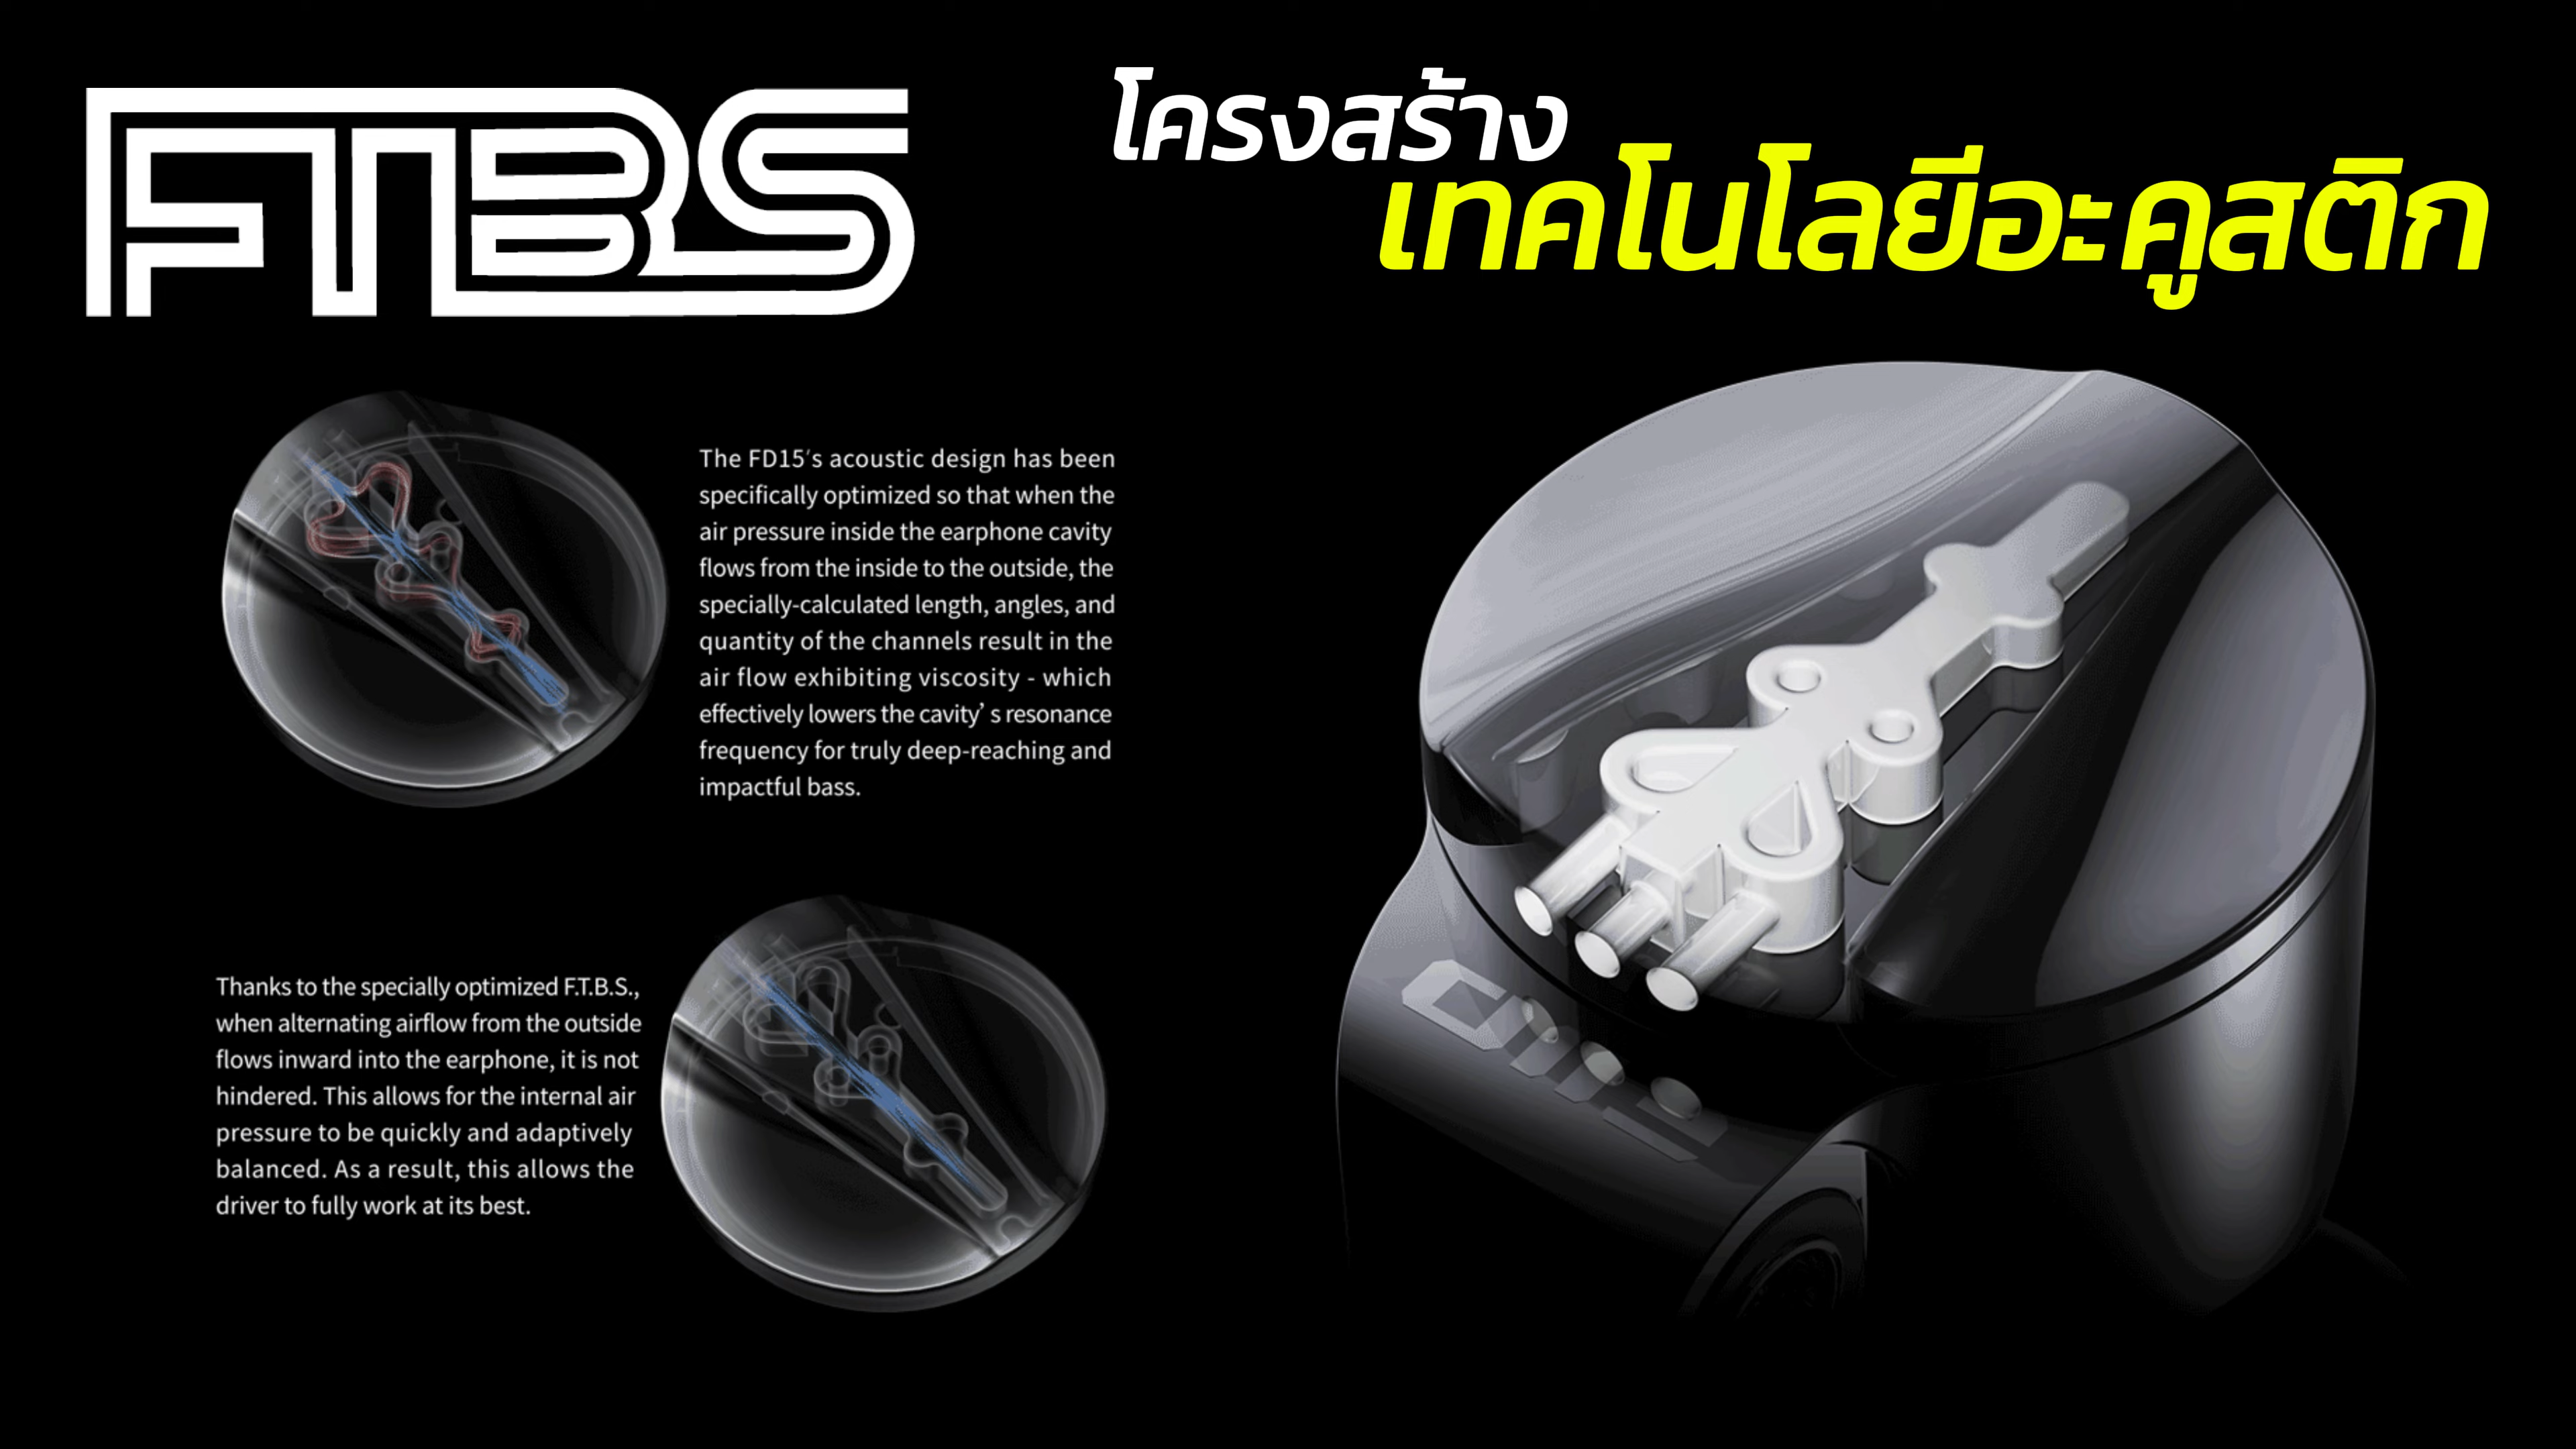 FTBS
โครงสร้าง
เทคโนโลยีอะคูสติก
The FD15's acoustic design has been
specifically optimized so that when the
air pressure inside the earphone cavity
flows from the inside to the outside, the
specially-calculated length, angles, and
quantity of the channels result in the
air flow exhibiting viscosity - which
effectively lowers the cavity's resonance
frequency for truly deep-reaching and
impactful bass.
Thanks to the specially optimized F.T.B.S.,
when alternating airflow from the outside
flows inward into the earphone, it is not
hindered. This allows for the internal air
pressure to be quickly and adaptively
balanced. As a result, this allows the
driver to fully work at its best.